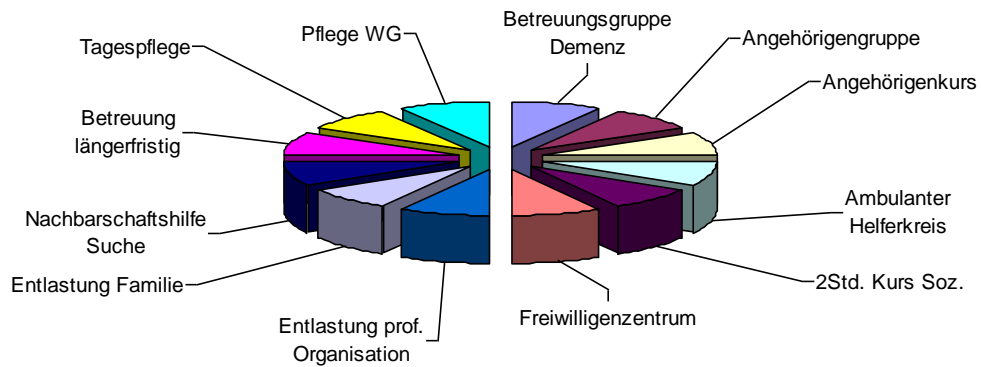 Betreuungsgruppe
Demenz
Angehörigengruppe
Angehörigenkurs
Ambulanter
Helferkreis
2Std. Kurs Soz.
Freiwilligenzentrum
Entlastung prof.
Organisation
Entlastung Familie
Nachbarschaftshilfe
Suche
Betreuung
längerfristig
Tagespflege
Pflege WG